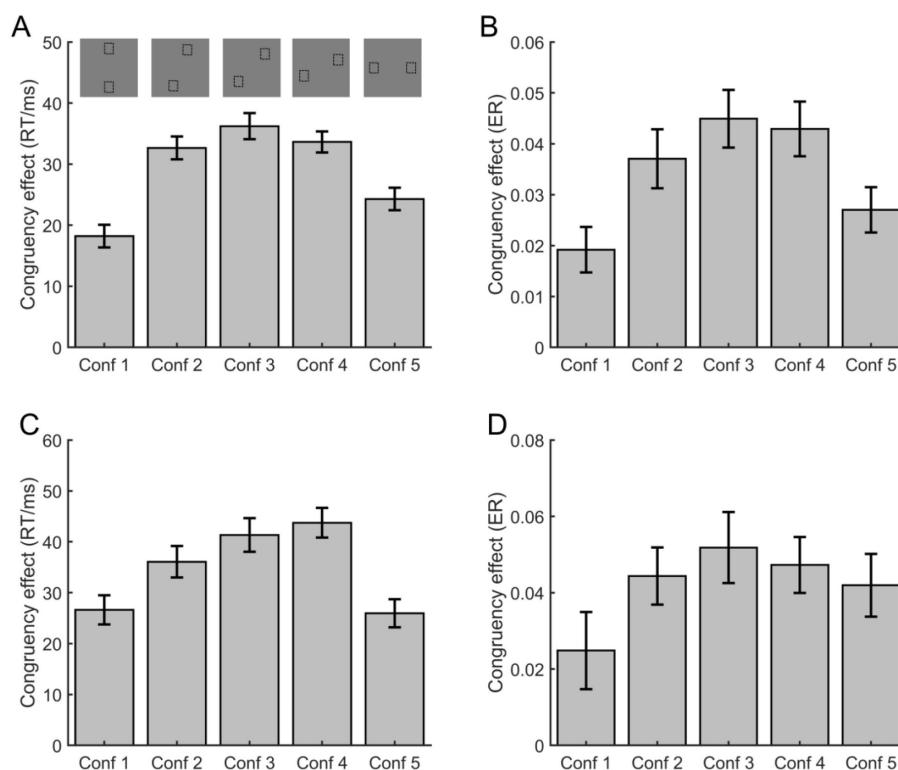 A
Congruency effect (RT/ms)
50
40
30
20
10
0
Conf 1 Conf 2 Conf 3 Conf 4 Conf 5
B
Congruency effect (ER)
0.06
0.05
0.04
0.03
0.02
0.01
0
Conf 1 Conf 2 Conf 3 Conf 4 Conf 5
C
Congruency effect (RT/ms)
60
50
40
30
20
10
0
Conf 1 Conf 2 Conf 3 Conf 4 Conf 5
D
Congruency effect (ER)
0.08
0.06
0.04
0.02
0
Conf 1 Conf 2 Conf 3 Conf 4 Conf 5